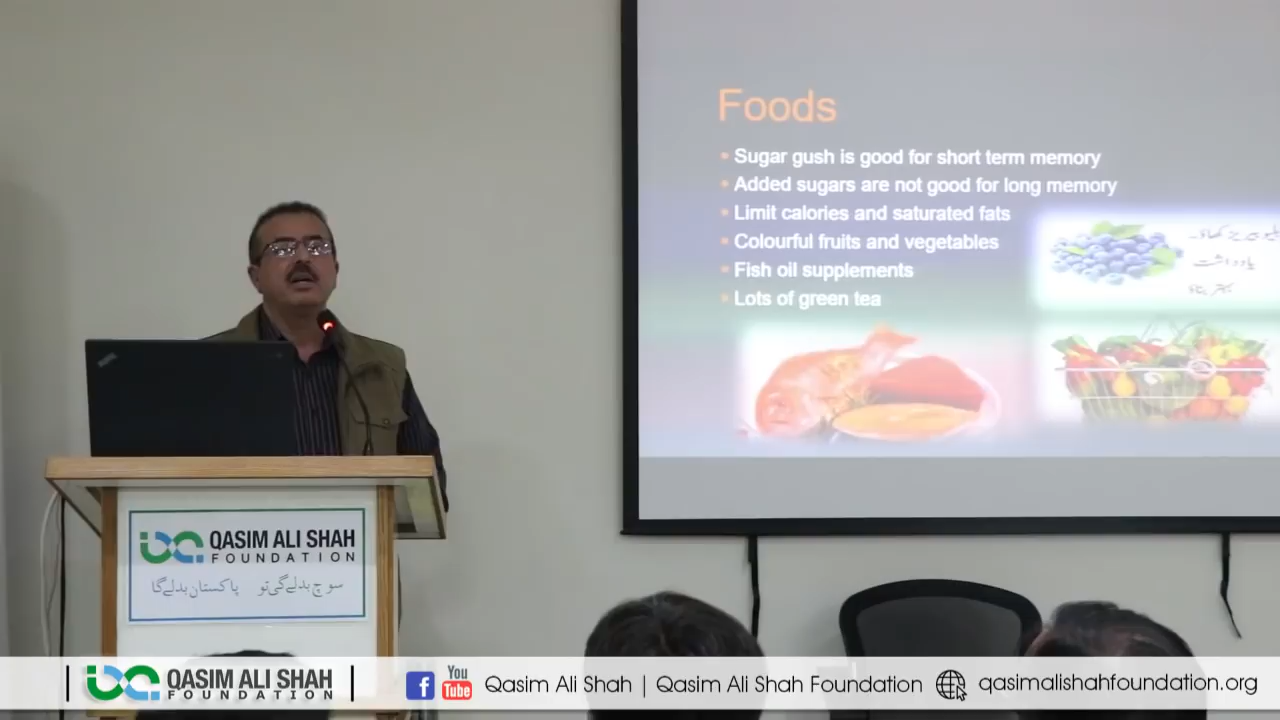 Foods
Sugar gush is good for short term memory
Added sugars are not good for long memory
Limit calories and saturated fats
Colourful fruits and vegetables
Fish oil supplements
Lots of green tea
یادداشت
QASIM ALI SHAH
FOUNDATION
سوچ بدلے گی تو پاکستان بدلے گا
QASIM ALI SHAH
FOUNDATION
You
Tube
Qasim Ali Shah | Qasim Ali Shah Foundation
qasimalishahfoundation.org